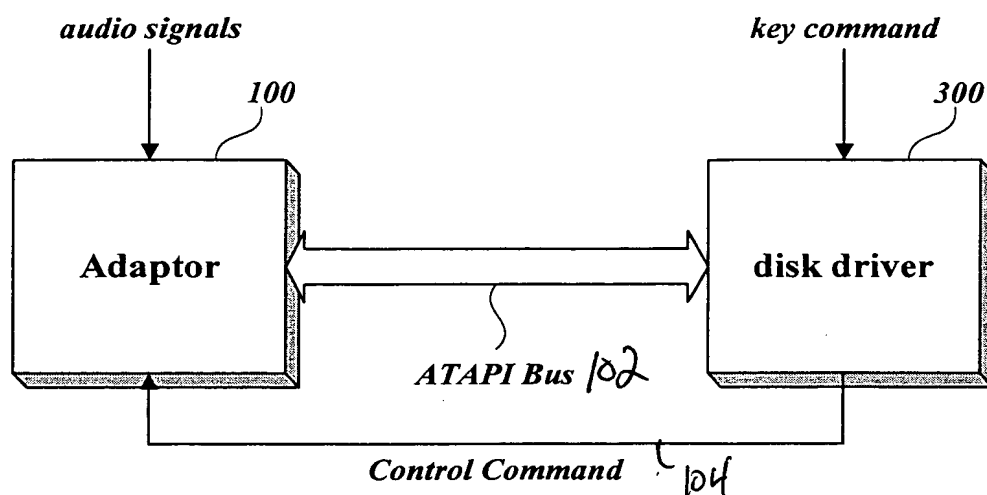 audio signals
key command
100
300
Adaptor
disk driver
ATAPI Bus 102
Control Command
104